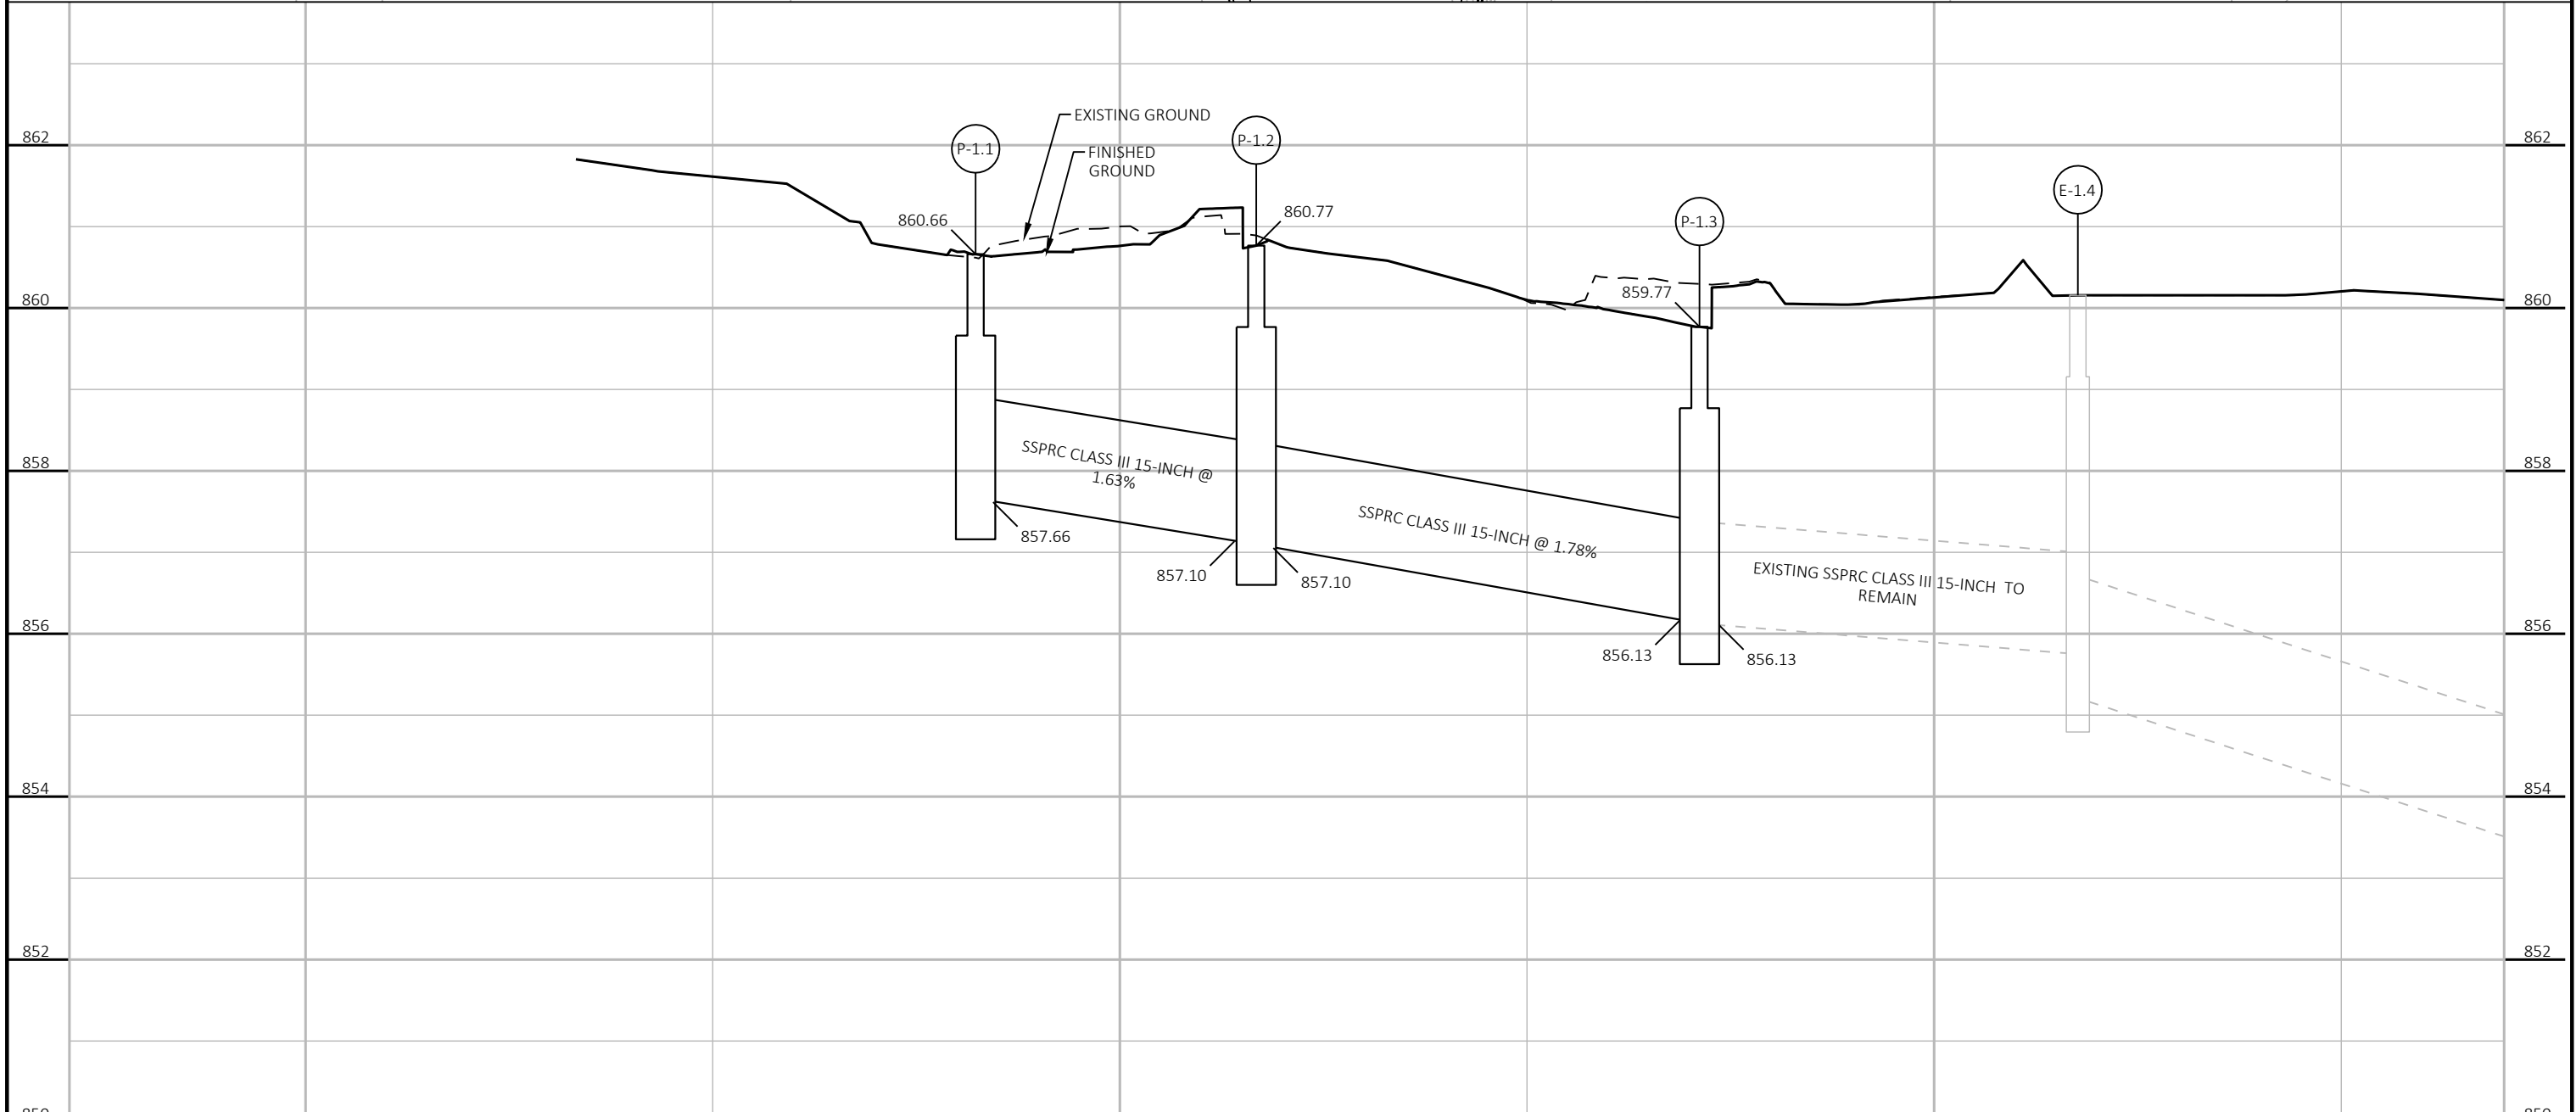 862
862
P-1.1
P-1.2
P-1.3
E-1.4
EXISTING GROUND
FINISHED
GROUND
860.66
860.77
859.77
860
860
SSPRC CLASS III 15-INCH @
1.63%
SSPRC CLASS III 15-INCH @ 1.78%
EXISTING SSPRC CLASS III 15-INCH TO
REMAIN
858
858
857.66
857.10
857.10
856.13
856.13
856
856
854
854
852
852